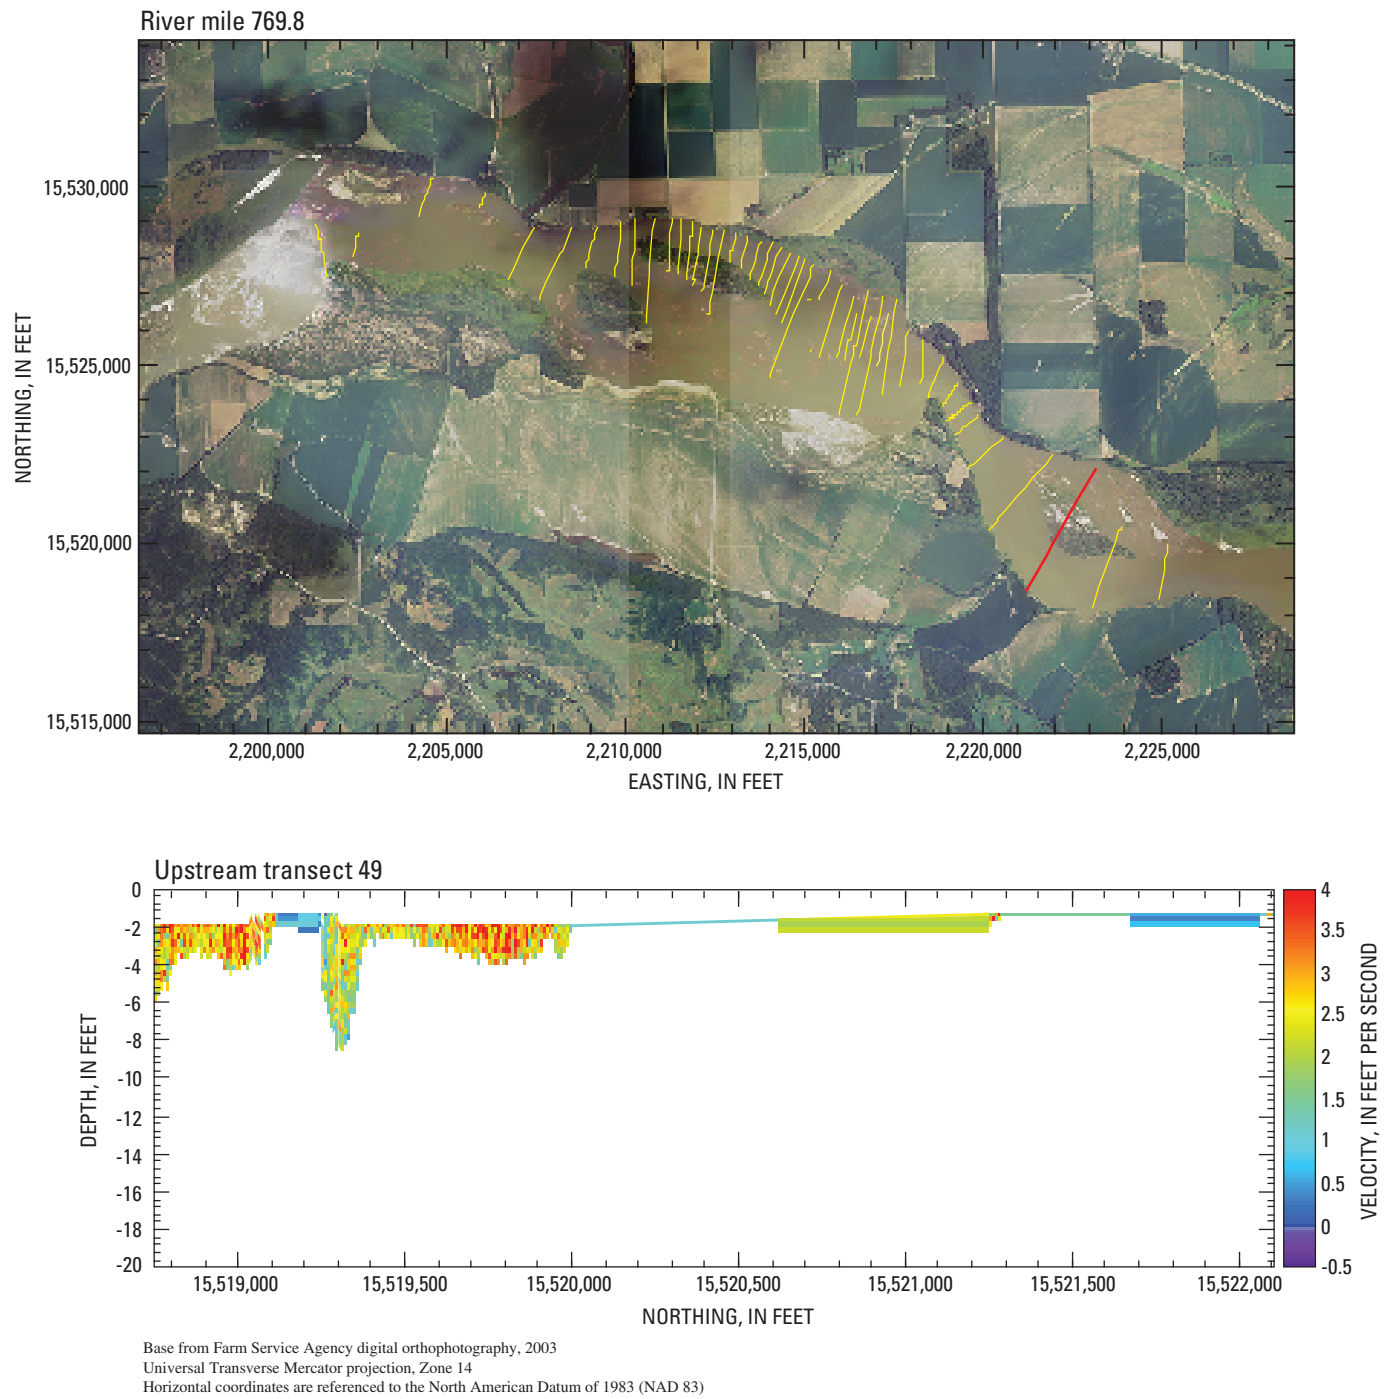 River mile 769.8
15,530,000
15,525,000
15,520,000
15,515,000
NORTHING, IN FEET
2,200,000 2,205,000 2,210,000 2,215,000 2,220,000 2,225,000
EASTING, IN FEET
Upstream transect 49
0
-2
-4
-6
-8
-10
-12
-14
-16
-18
-20
DEPTH, IN FEET
15,519,000 15,519,500 15,520,000 15,520,500 15,521,000 15,521,500 15,522,000
NORTHING, IN FEET
4
3.5
3
2.5
2
1.5
1
0.5
0
-0.5
VELOCITY, IN FEET PER SECOND
Base from Farm Service Agency digital orthophotography, 2003
Universal Transverse Mercator projection, Zone 14
Horizontal coordinates are referenced to the North American Datum of 1983 (NAD 83)